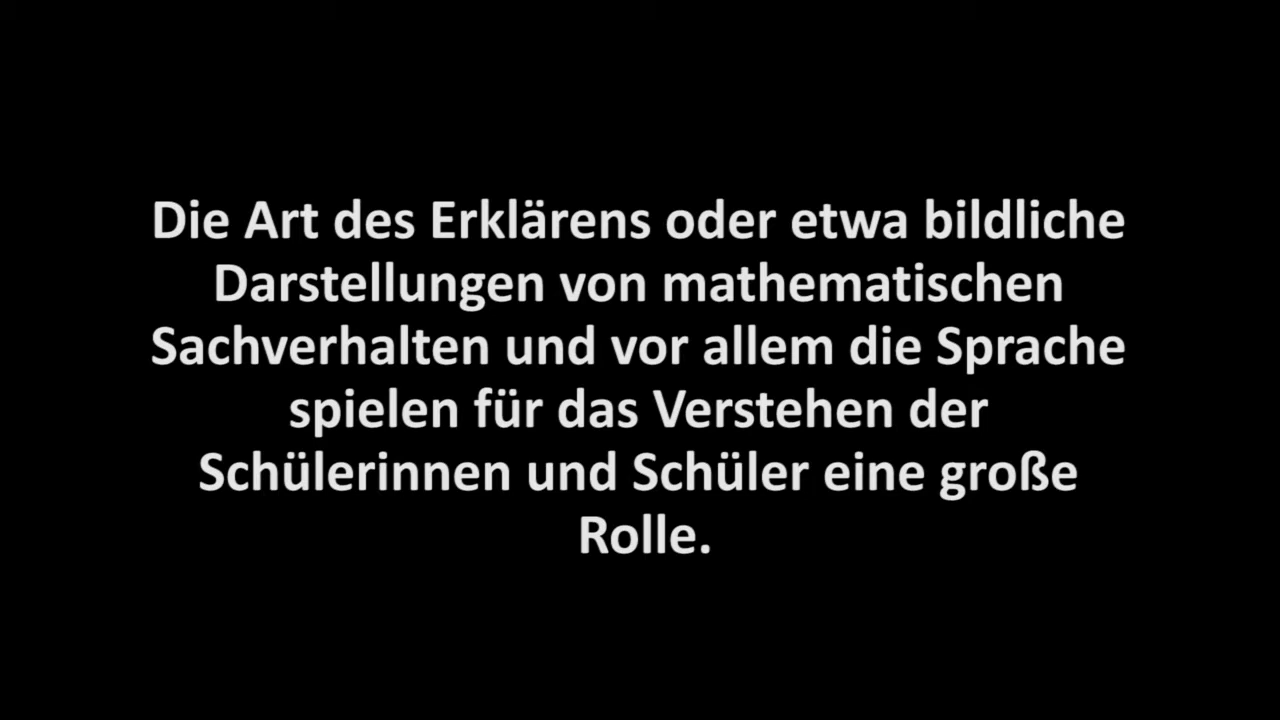 Die Art des Erklärens oder etwa bildliche
Darstellungen von mathematischen
Sachverhalten und vor allem die Sprache
spielen für das Verstehen der
Schülerinnen und Schüler eine große
Rolle.